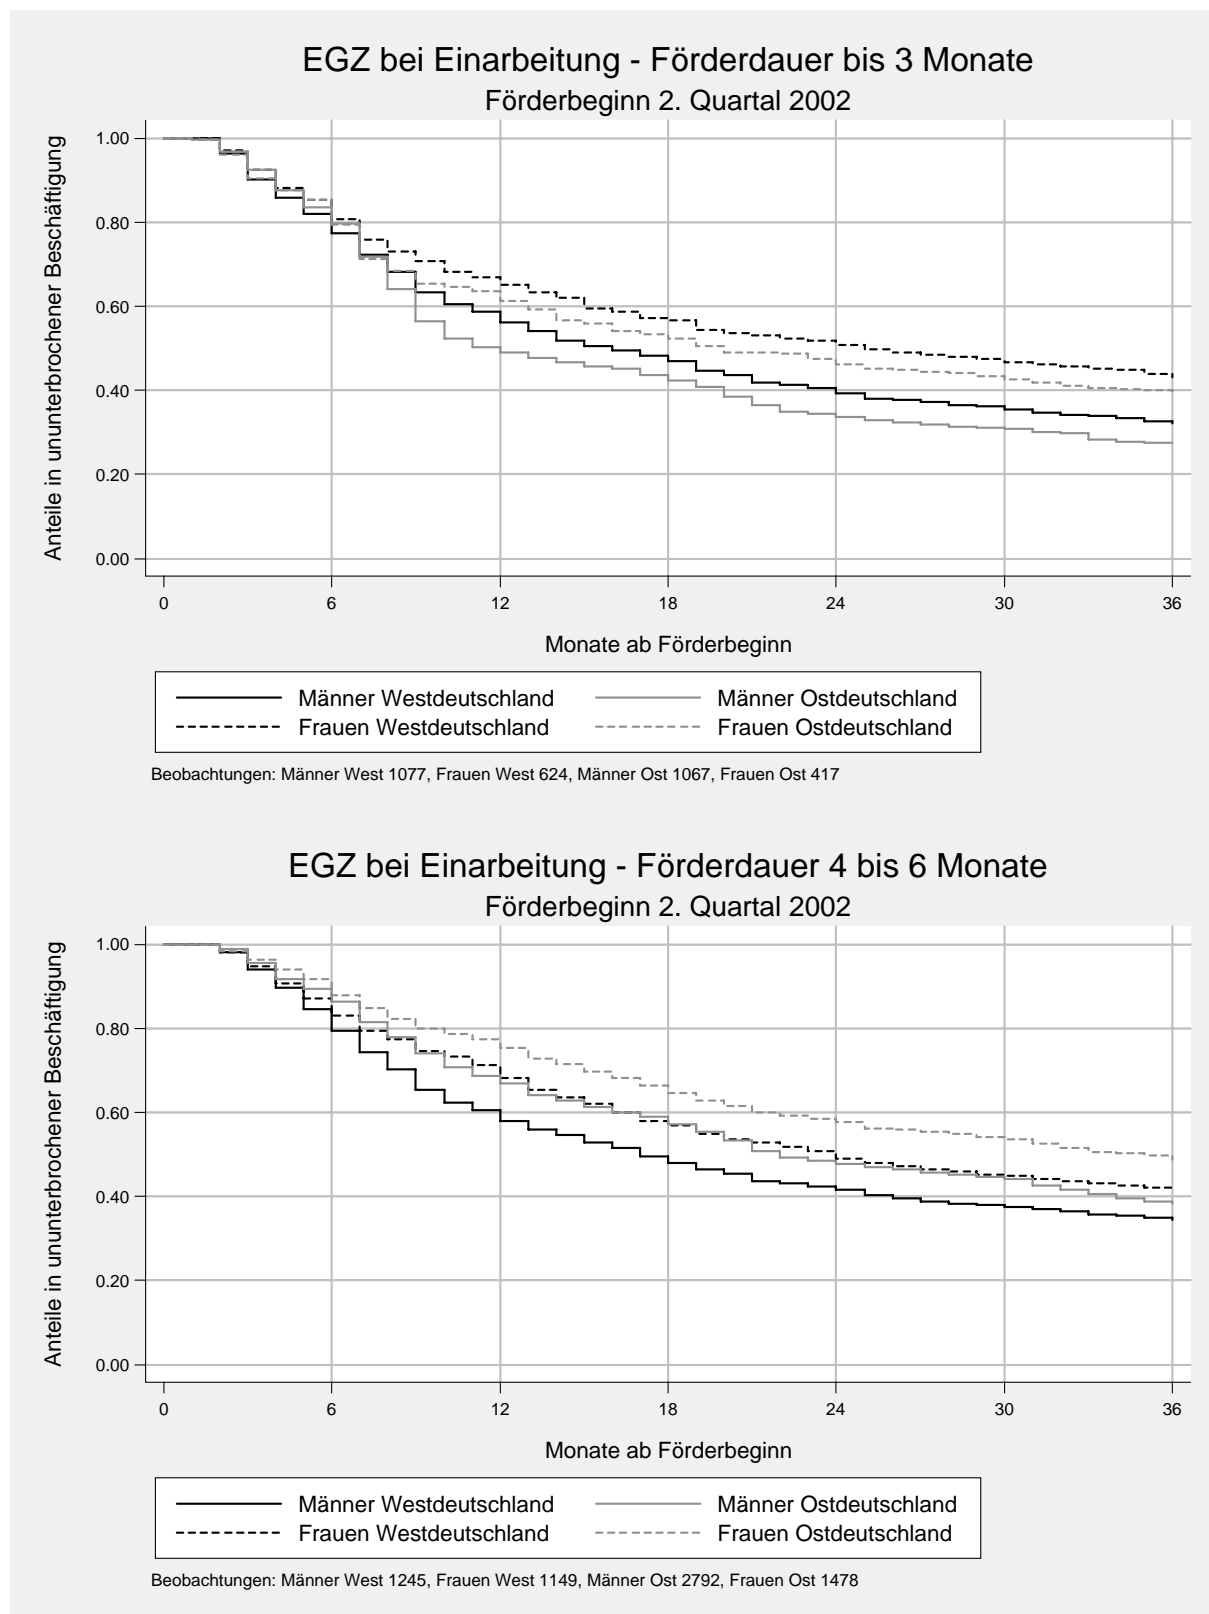 EGZ bei Einarbeitung - Förderdauer bis 3 Monate
Förderbeginn 2. Quartal 2002
Anteile in ununterbrochener Beschäftigung
1.00
0.80
0.60
0.40
0.20
0.00
0 6 12 18 24 30 36
Monate ab Förderbeginn
Männer Westdeutschland Männer Ostdeutschland
Frauen Westdeutschland Frauen Ostdeutschland
Beobachtungen: Männer West 1077, Frauen West 624, Männer Ost 1067, Frauen Ost 417
EGZ bei Einarbeitung - Förderdauer 4 bis 6 Monate
Förderbeginn 2. Quartal 2002
Anteile in ununterbrochener Beschäftigung
1.00
0.80
0.60
0.40
0.20
0.00
0 6 12 18 24 30 36
Monate ab Förderbeginn
Männer Westdeutschland Männer Ostdeutschland
Frauen Westdeutschland Frauen Ostdeutschland
Beobachtungen: Männer West 1245, Frauen West 1149, Männer Ost 2792, Frauen Ost 1478